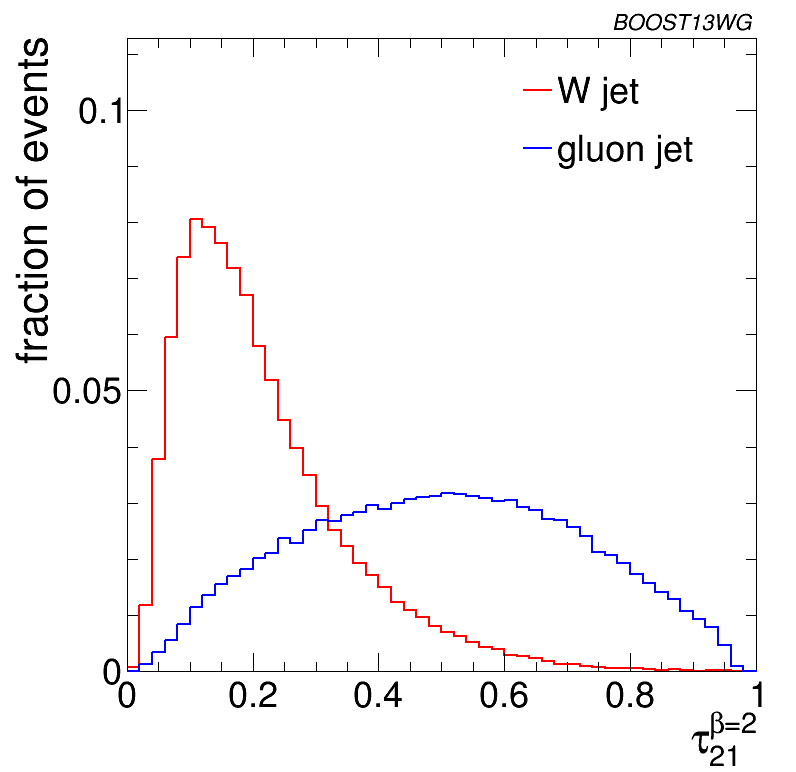 BOOST13WG
fraction of events
0.1
0.05
0
W jet
gluon jet
0 0.2 0.4 0.6 0.8 1
τ₂₁^β=2